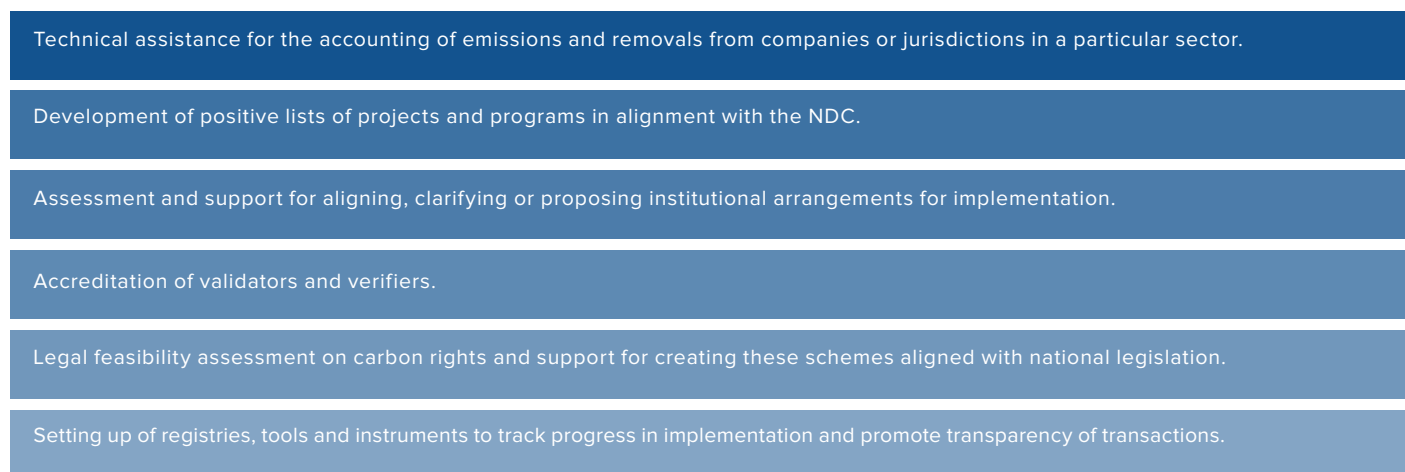 Technical assistance for the accounting of emissions and removals from companies or jurisdictions in a particular sector.
Development of positive lists of projects and programs in alignment with the NDC.
Assessment and support for aligning, clarifying or proposing institutional arrangements for implementation.
Accreditation of validators and verifiers.
Legal feasibility assessment on carbon rights and support for creating these schemes aligned with national legislation.
Setting up of registries, tools and instruments to track progress in implementation and promote transparency of transactions.